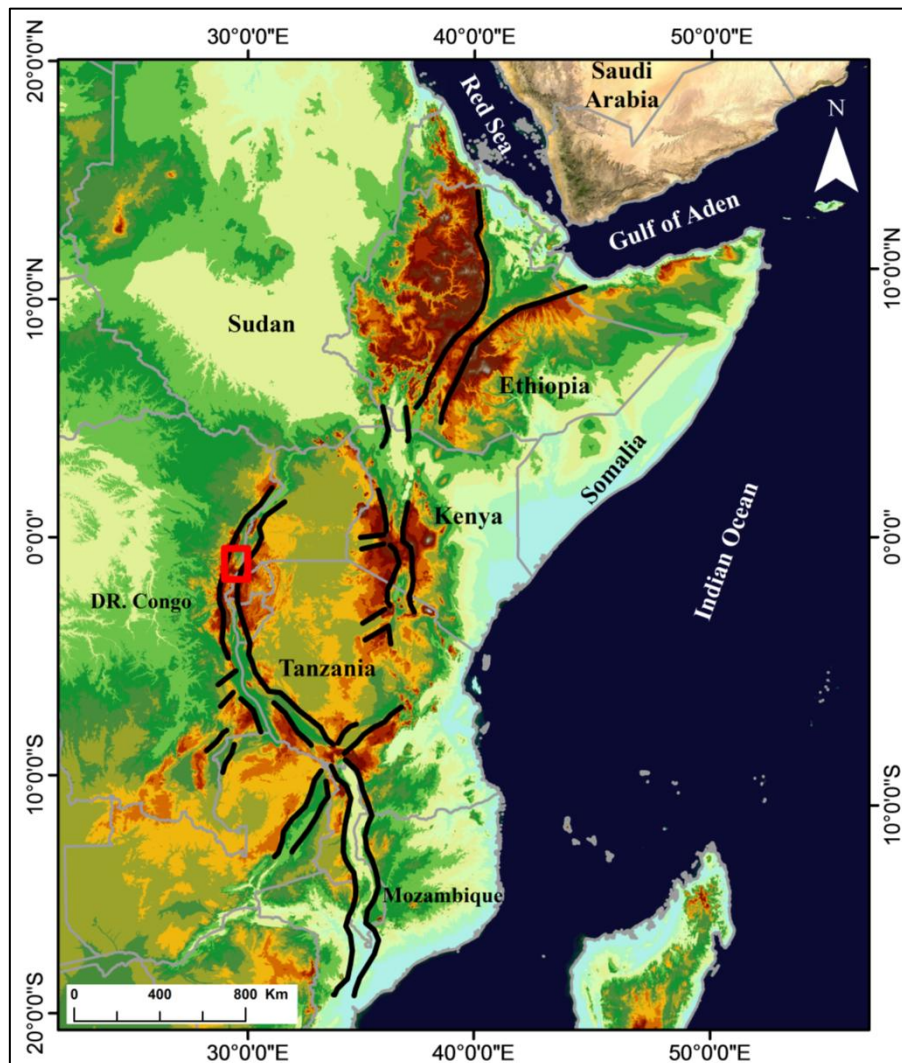 30°0'0"E
40°0'0"E
50°0'0"E
20°0'0"N
Saudi
Arabia
Red Sea
N
Gulf of Aden
10°0'0"N
10°0'0"N
Sudan
Ethiopia
Somalia
Kenya
0°0'0"
0°0'0"
Indian Ocean
DR. Congo
Tanzania
10°0'0"S
10°0'0"S
Mozambique
0 400 800 Km
20°0'0"S
30°0'0"E
40°0'0"E
50°0'0"E